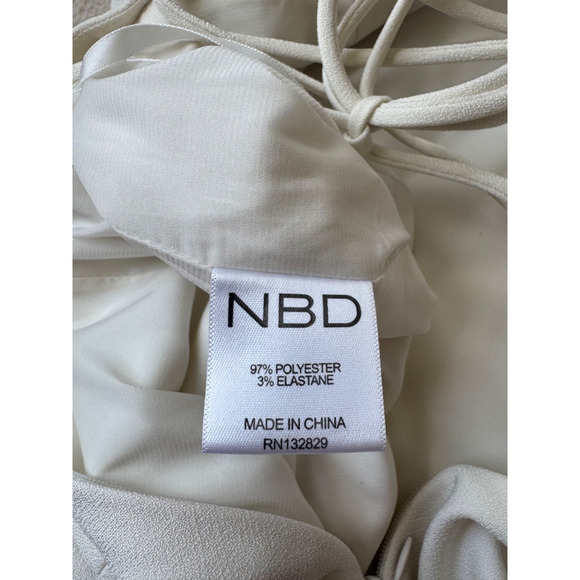 NBD
97% POLYESTER
3% ELASTANE
MADE IN CHINA
RN132829